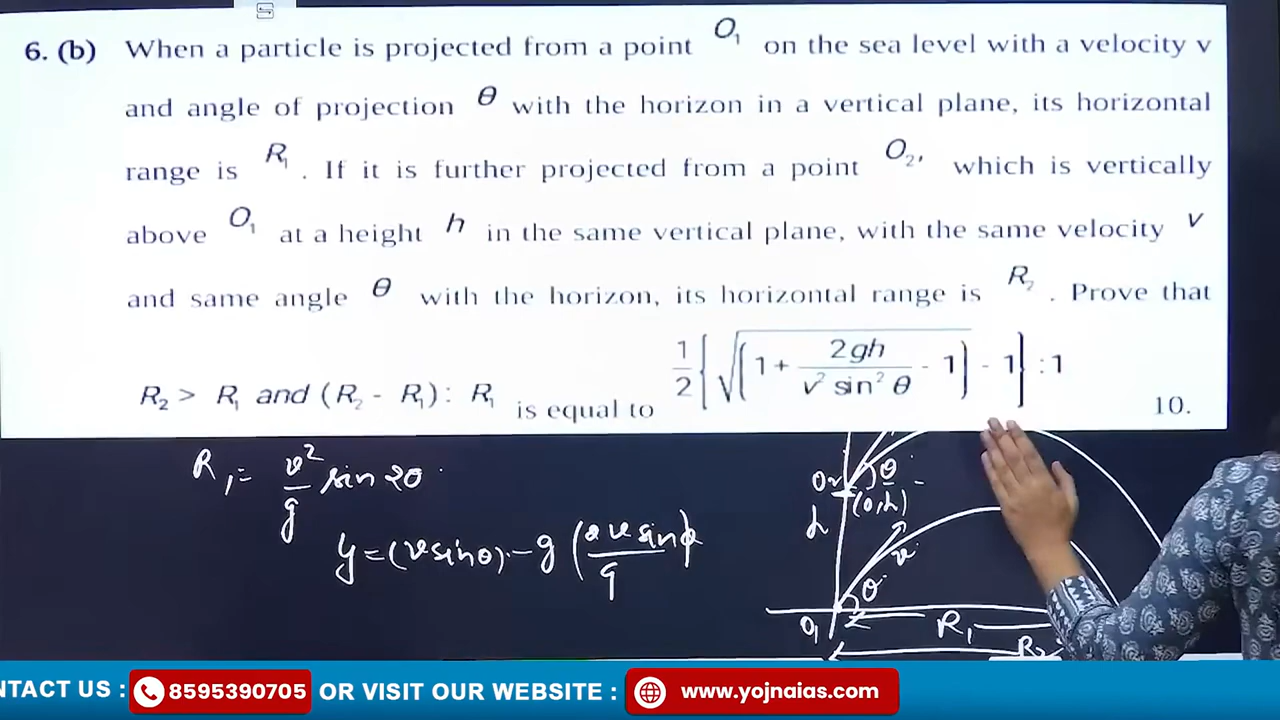 6. (b) When a particle is projected from a point O₁ on the sea level with a velocity v
and angle of projection θ with the horizon in a vertical plane, its horizontal
range is R₁ . If it is further projected from a point O₂, which is vertically
above O₁ at a height h in the same vertical plane, with the same velocity v
and same angle θ with the horizon, its horizontal range is R₂ . Prove that
R₂ > R₁ and (R₂ - R₁) : R₁ is equal to 1/2 { √(1 + 2gh/(v² sin² θ) - 1) - 1 } : 1
10.
R₁ = v²/g sin 2θ
y = (v sin θ) - g (2v sin θ/g)
θ
(0,h)
h
v
θ
O₁
R₁
R₂
NTACT US : 8595390705 OR VISIT OUR WEBSITE : www.yojnaias.com